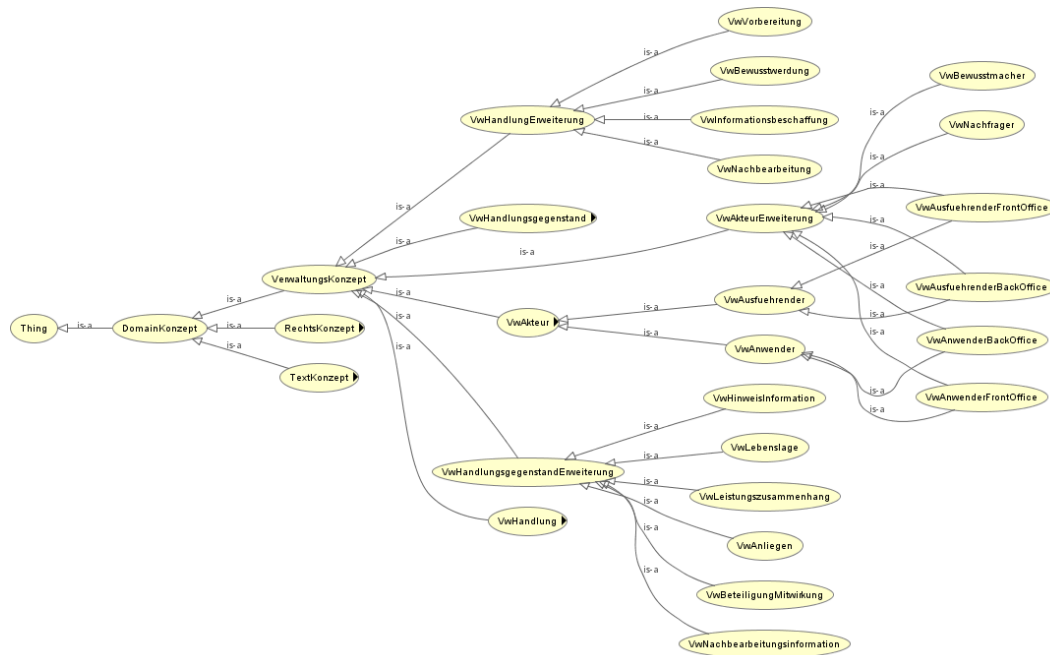 VwVorbereitung
is-a
VwBewusstwerdung
VwBewusstmacher
is-a
VwHandlungErweiterung
is-a
VwInformationsbeschaffung
is-a
VwNachfrager
is-a
is-a
VwNachbearbeitung
is-a
is-a
VwHandlungsgegenstand
VwAkteurErweiterung
VwAusfuehrenderFrontOffice
is-a
is-a
is-a
is-a
is-a
VerwaltungsKonzept
VwAusfuehrenderBackOffice
is-a
is-a
is-a
VwAusfuehrender
is-a
is-a
is-a
Thing
is-a
DomainKonzept
is-a
RechtsKonzept
VwAkteur
is-a
VwAnwenderBackOffice
is-a
VwAnwender
is-a
is-a
TextKonzept
is-a
VwAnwenderFrontOffice
VwHinweisInformation
is-a
is-a
is-a
VwLebenslage
is-a
VwHandlungsgegenstandErweiterung
is-a
VwLeistungszusammenhang
is-a
VwHandlung
VwAnliegen
is-a
is-a
VwBeteiligungMitwirkung
VwNachbearbeitungsinformation